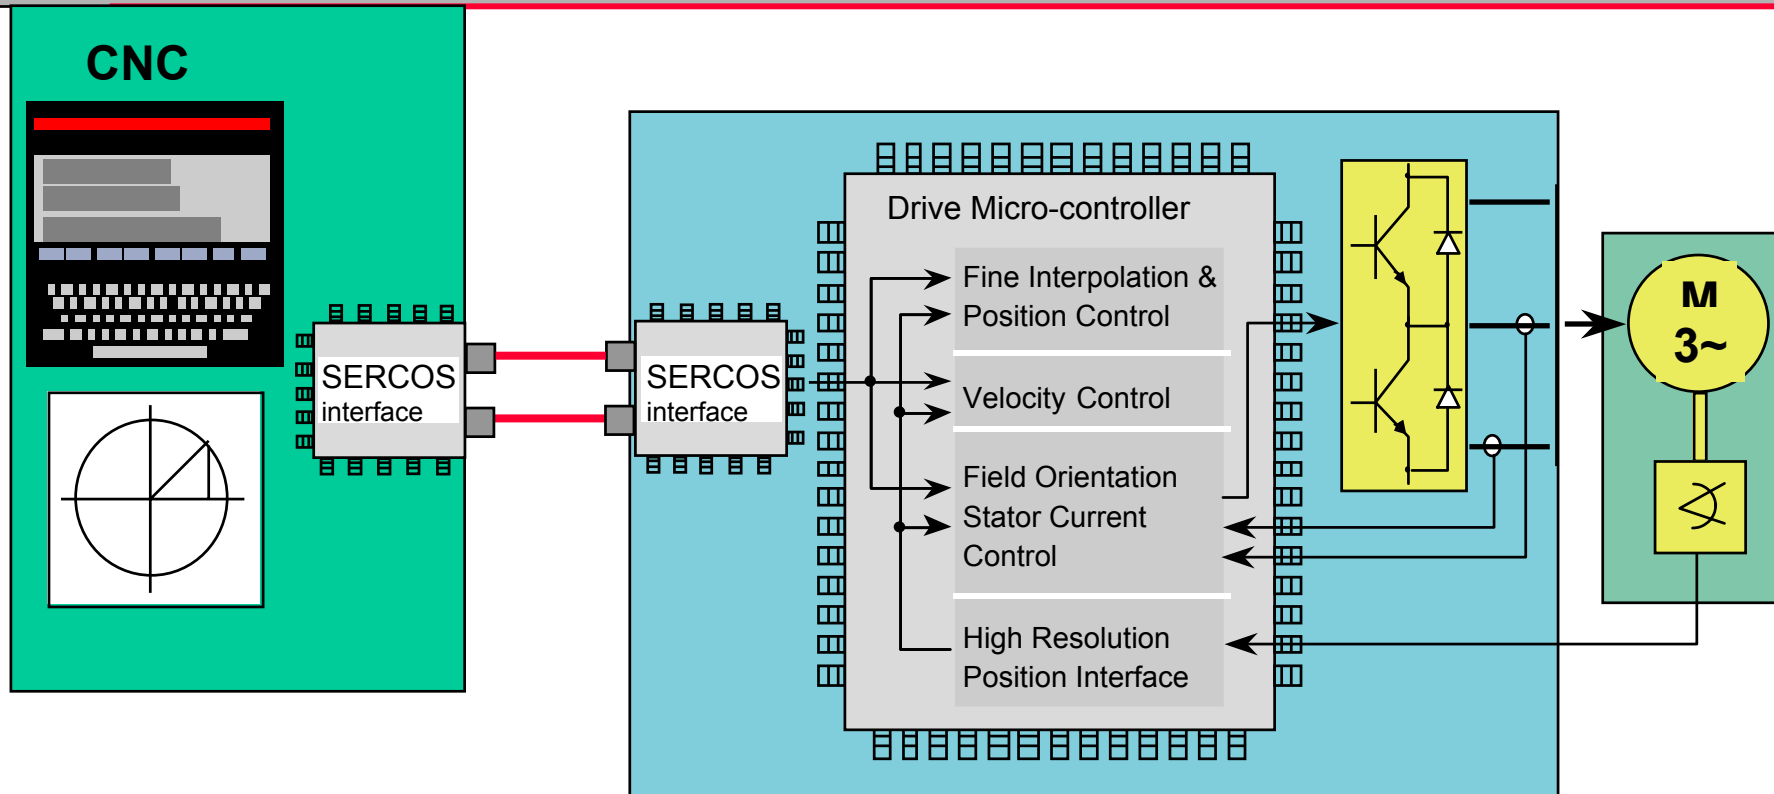 CNC
SERCOS
interface
SERCOS
interface
Drive Micro-controller
Fine Interpolation &
Position Control
Velocity Control
Field Orientation
Stator Current
Control
High Resolution
Position Interface
M
3~